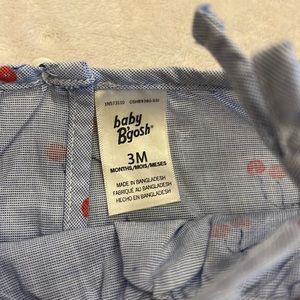 baby
B'gosh®
3M
MONTHS/MOIS/MESES
MADE IN BANGLADESH
FABRIQUÉ AU BANGLADESH
HECHO EN BANGLADESH